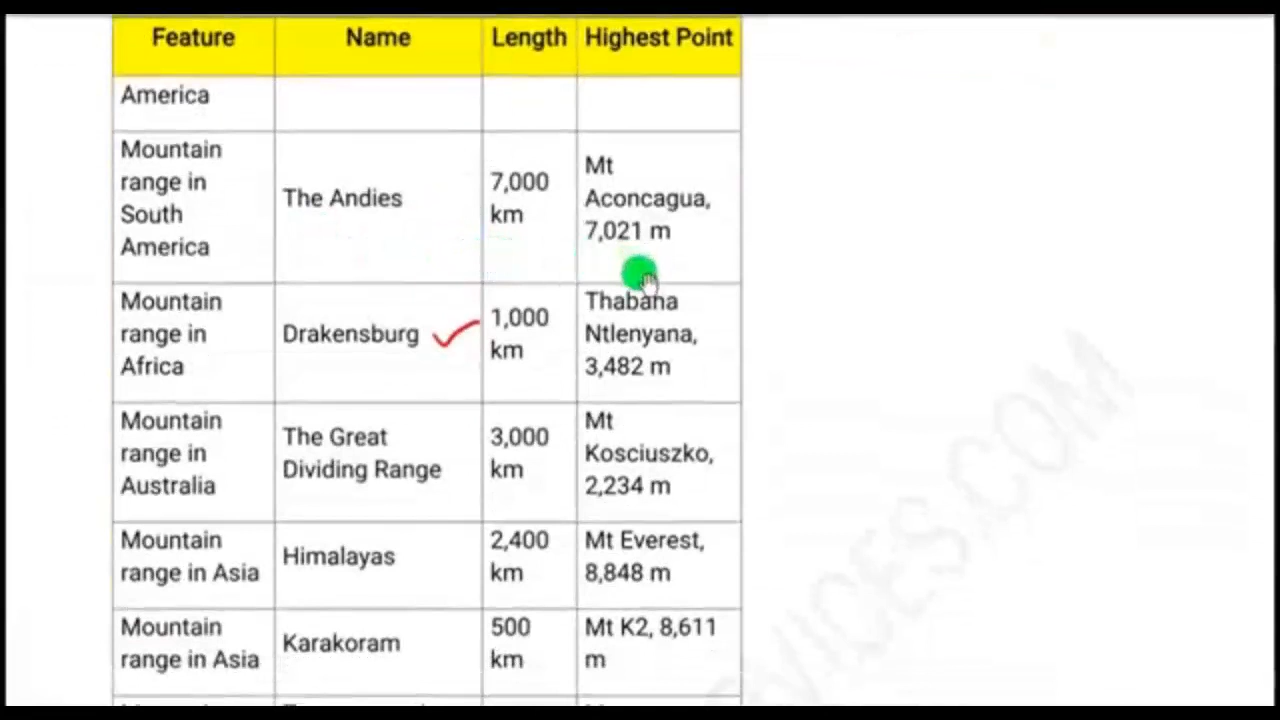 Feature Name Length Highest Point
America
Mountain
range in
South
America
The Andies
7,000
km
Mt
Aconcagua,
7,021 m
Mountain
range in
Africa
Drakensburg
1,000
km
Thabana
Ntlenyana,
3,482 m
Mountain
range in
Australia
The Great
Dividing Range
3,000
km
Mt
Kosciuszko,
2,234 m
Mountain
range in Asia
Himalayas
2,400
km
Mt Everest,
8,848 m
Mountain
range in Asia
Karakoram
500
km
Mt K2, 8,611
m